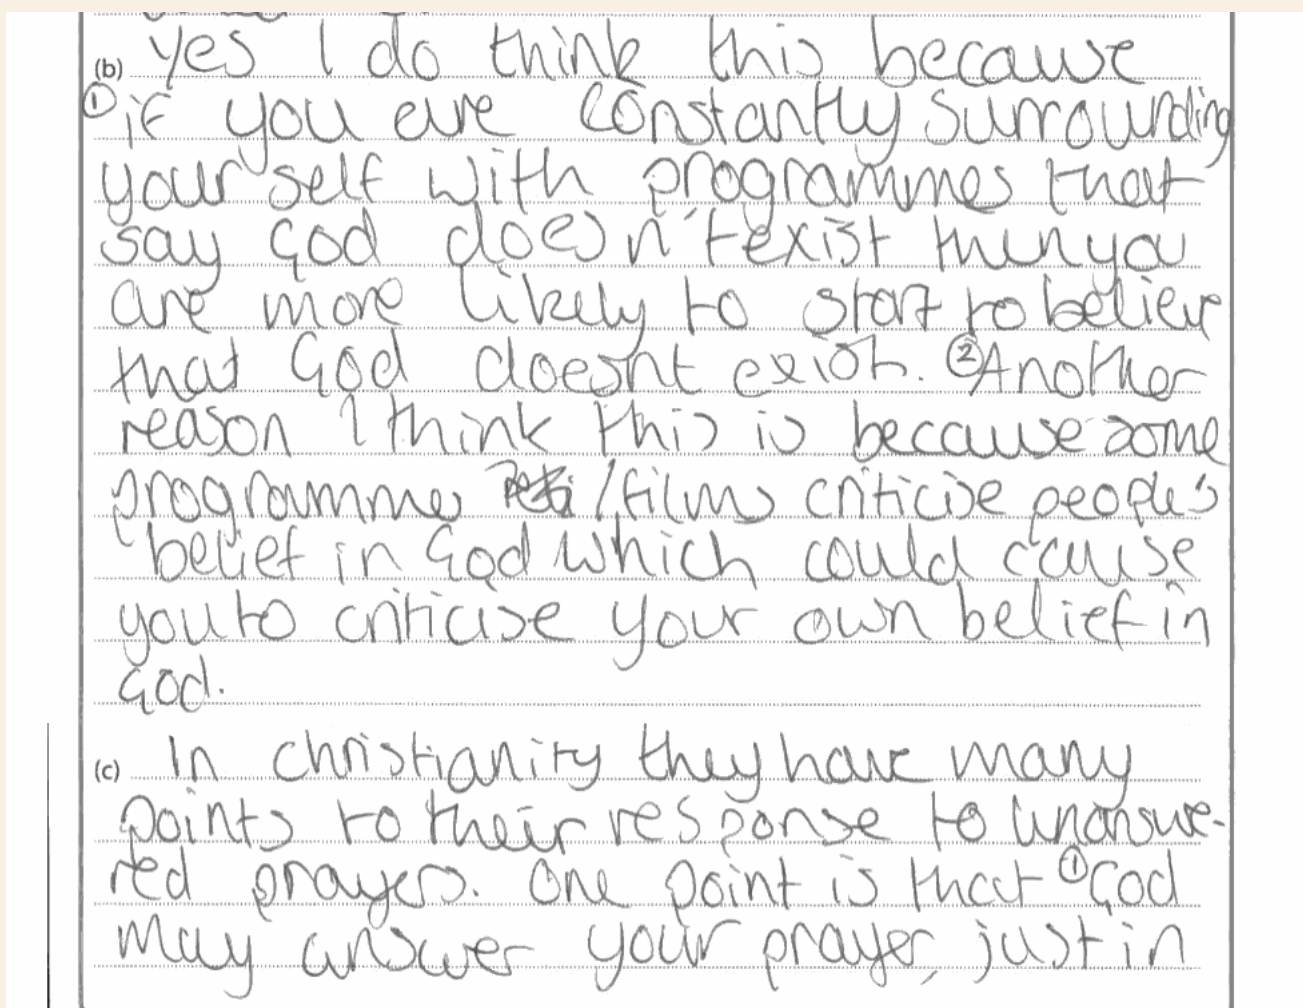 (b) yes I do think this because
① if you are constantly surrounding
your self with programmes that
say God doesn't exist then you
are more likely to start to believe
that God doesnt exist. ② Another
reason I think this is because some
programmes /films criticise people's
belief in God which could cause
you to criticise your own belief in
God.
(c) In christianity they have many
points to their response to unanswe-
red prayers. One point is that ① God
may answer your prayer, just in